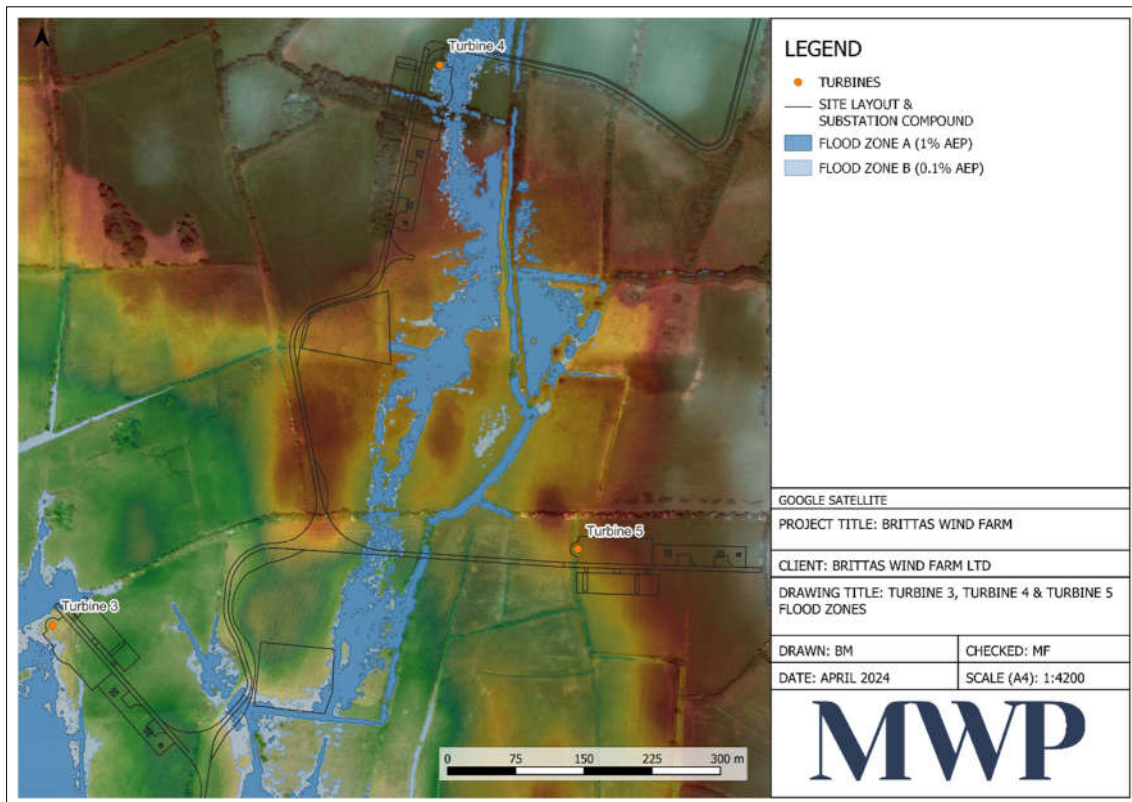 Turbine 4
Turbine 5
Turbine 3
0 75 150 225 300 m
LEGEND
TURBINES
SITE LAYOUT &
SUBSTATION COMPOUND
FLOOD ZONE A (1% AEP)
FLOOD ZONE B (0.1% AEP)
GOOGLE SATELLITE
PROJECT TITLE: BRITTAS WIND FARM
CLIENT: BRITTAS WIND FARM LTD
DRAWING TITLE: TURBINE 3, TURBINE 4 & TURBINE 5
FLOOD ZONES
DRAWN: BM CHECKED: MF
DATE: APRIL 2024 SCALE (A4): 1:4200
MWP